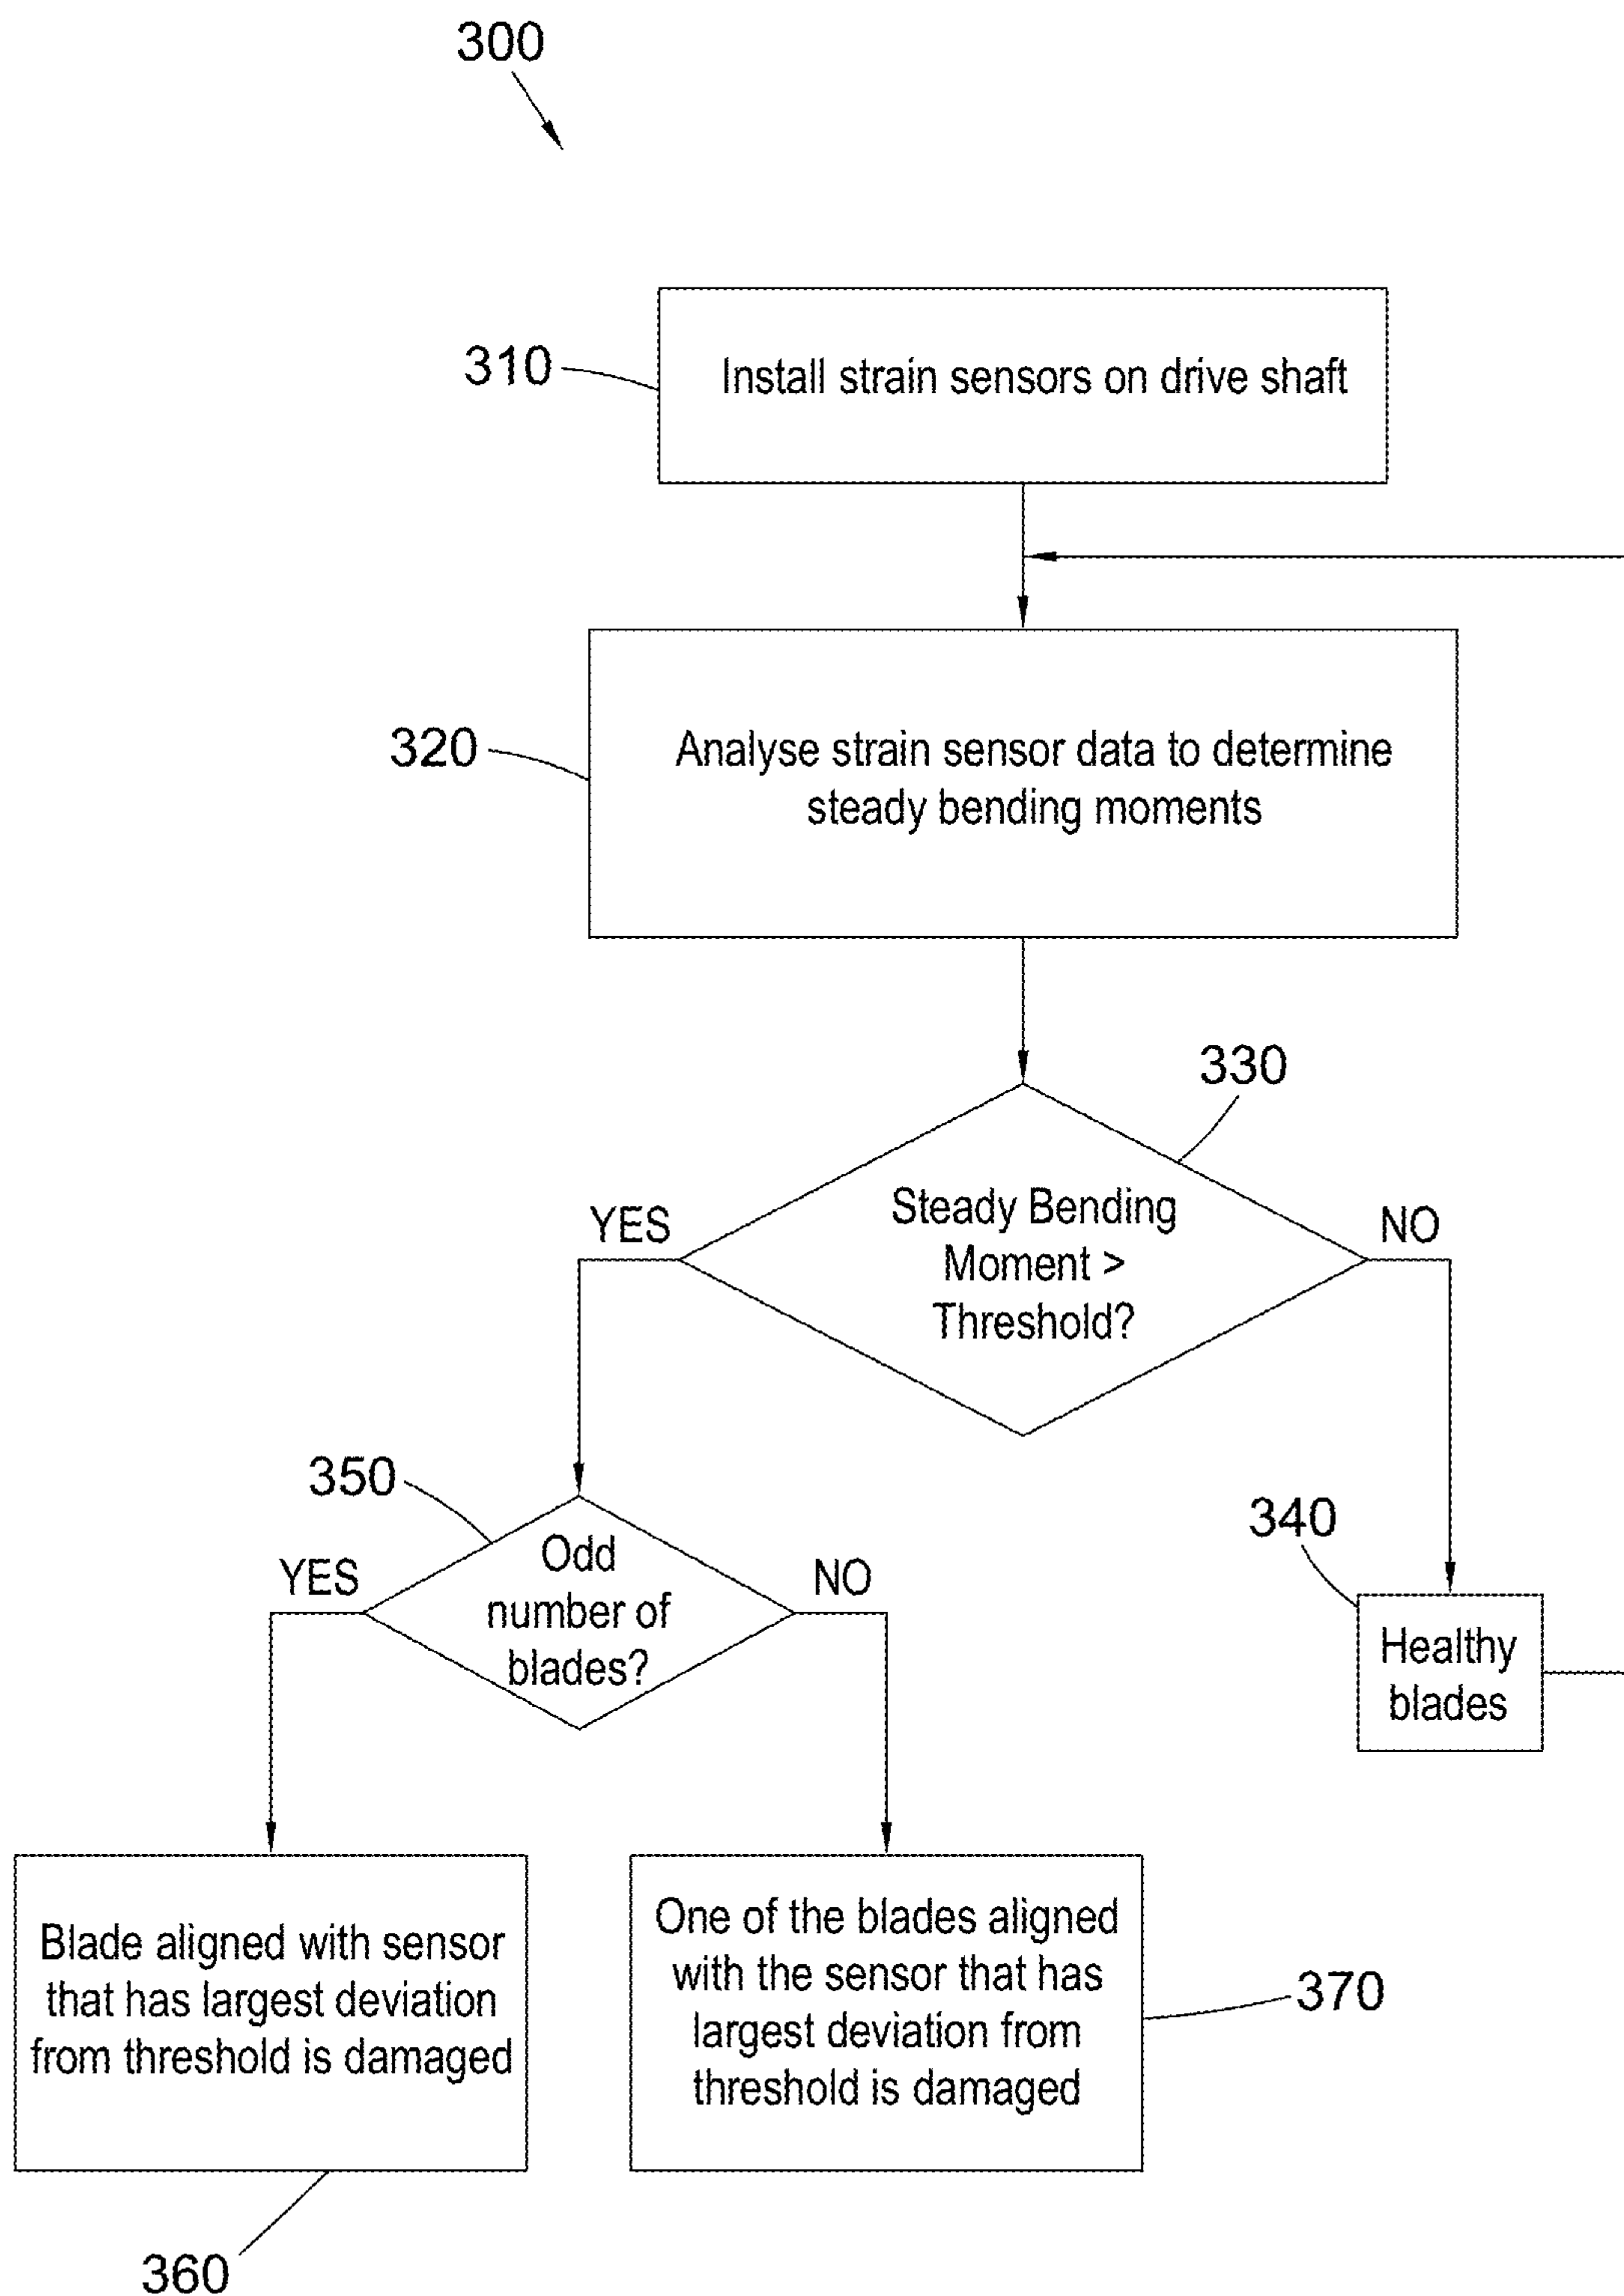 300
310
Install strain sensors on drive shaft
320
Analyse strain sensor data to determine
steady bending moments
330
YES
Steady Bending
Moment >
Threshold?
NO
350
YES
Odd
number of
blades?
NO
340
Healthy
blades
Blade aligned with sensor
that has largest deviation
from threshold is damaged
One of the blades aligned
with the sensor that has
largest deviation from
threshold is damaged
370
360